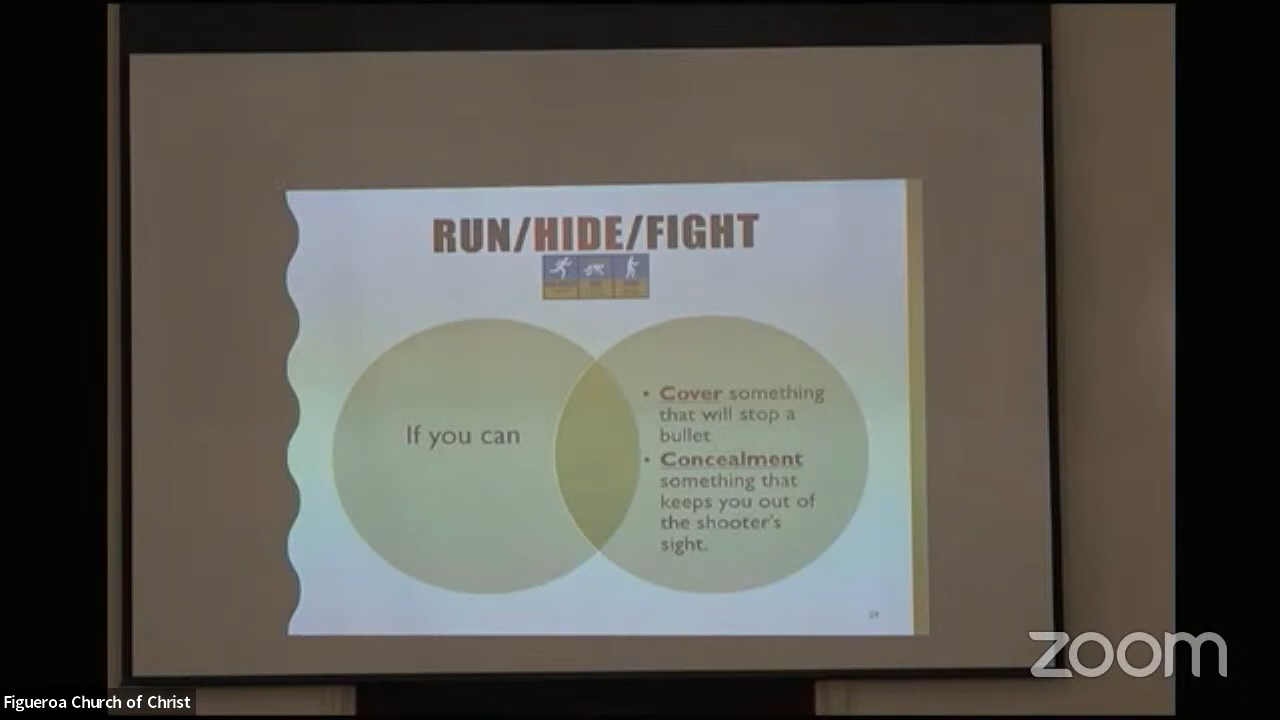 RUN/HIDE/FIGHT
If you can
• Cover something
that will stop a
bullet
• Concealment
something that
keeps you out of
the shooter's
sight.
zoom
Figueroa Church of Christ